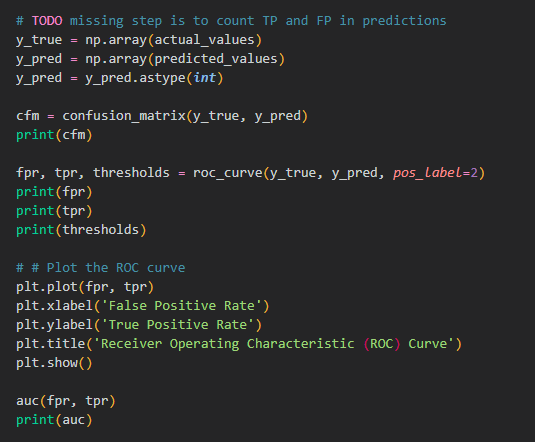 # TODO missing step is to count TP and FP in predictions
y_true = np.array(actual_values)
y_pred = np.array(predicted_values)
y_pred = y_pred.astype(int)
cfm = confusion_matrix(y_true, y_pred)
print(cfm)
fpr, tpr, thresholds = roc_curve(y_true, y_pred, pos_label=2)
print(fpr)
print(tpr)
print(thresholds)
# # Plot the ROC curve
plt.plot(fpr, tpr)
plt.xlabel('False Positive Rate')
plt.ylabel('True Positive Rate')
plt.title('Receiver Operating Characteristic (ROC) Curve')
plt.show()
auc(fpr, tpr)
print(auc)